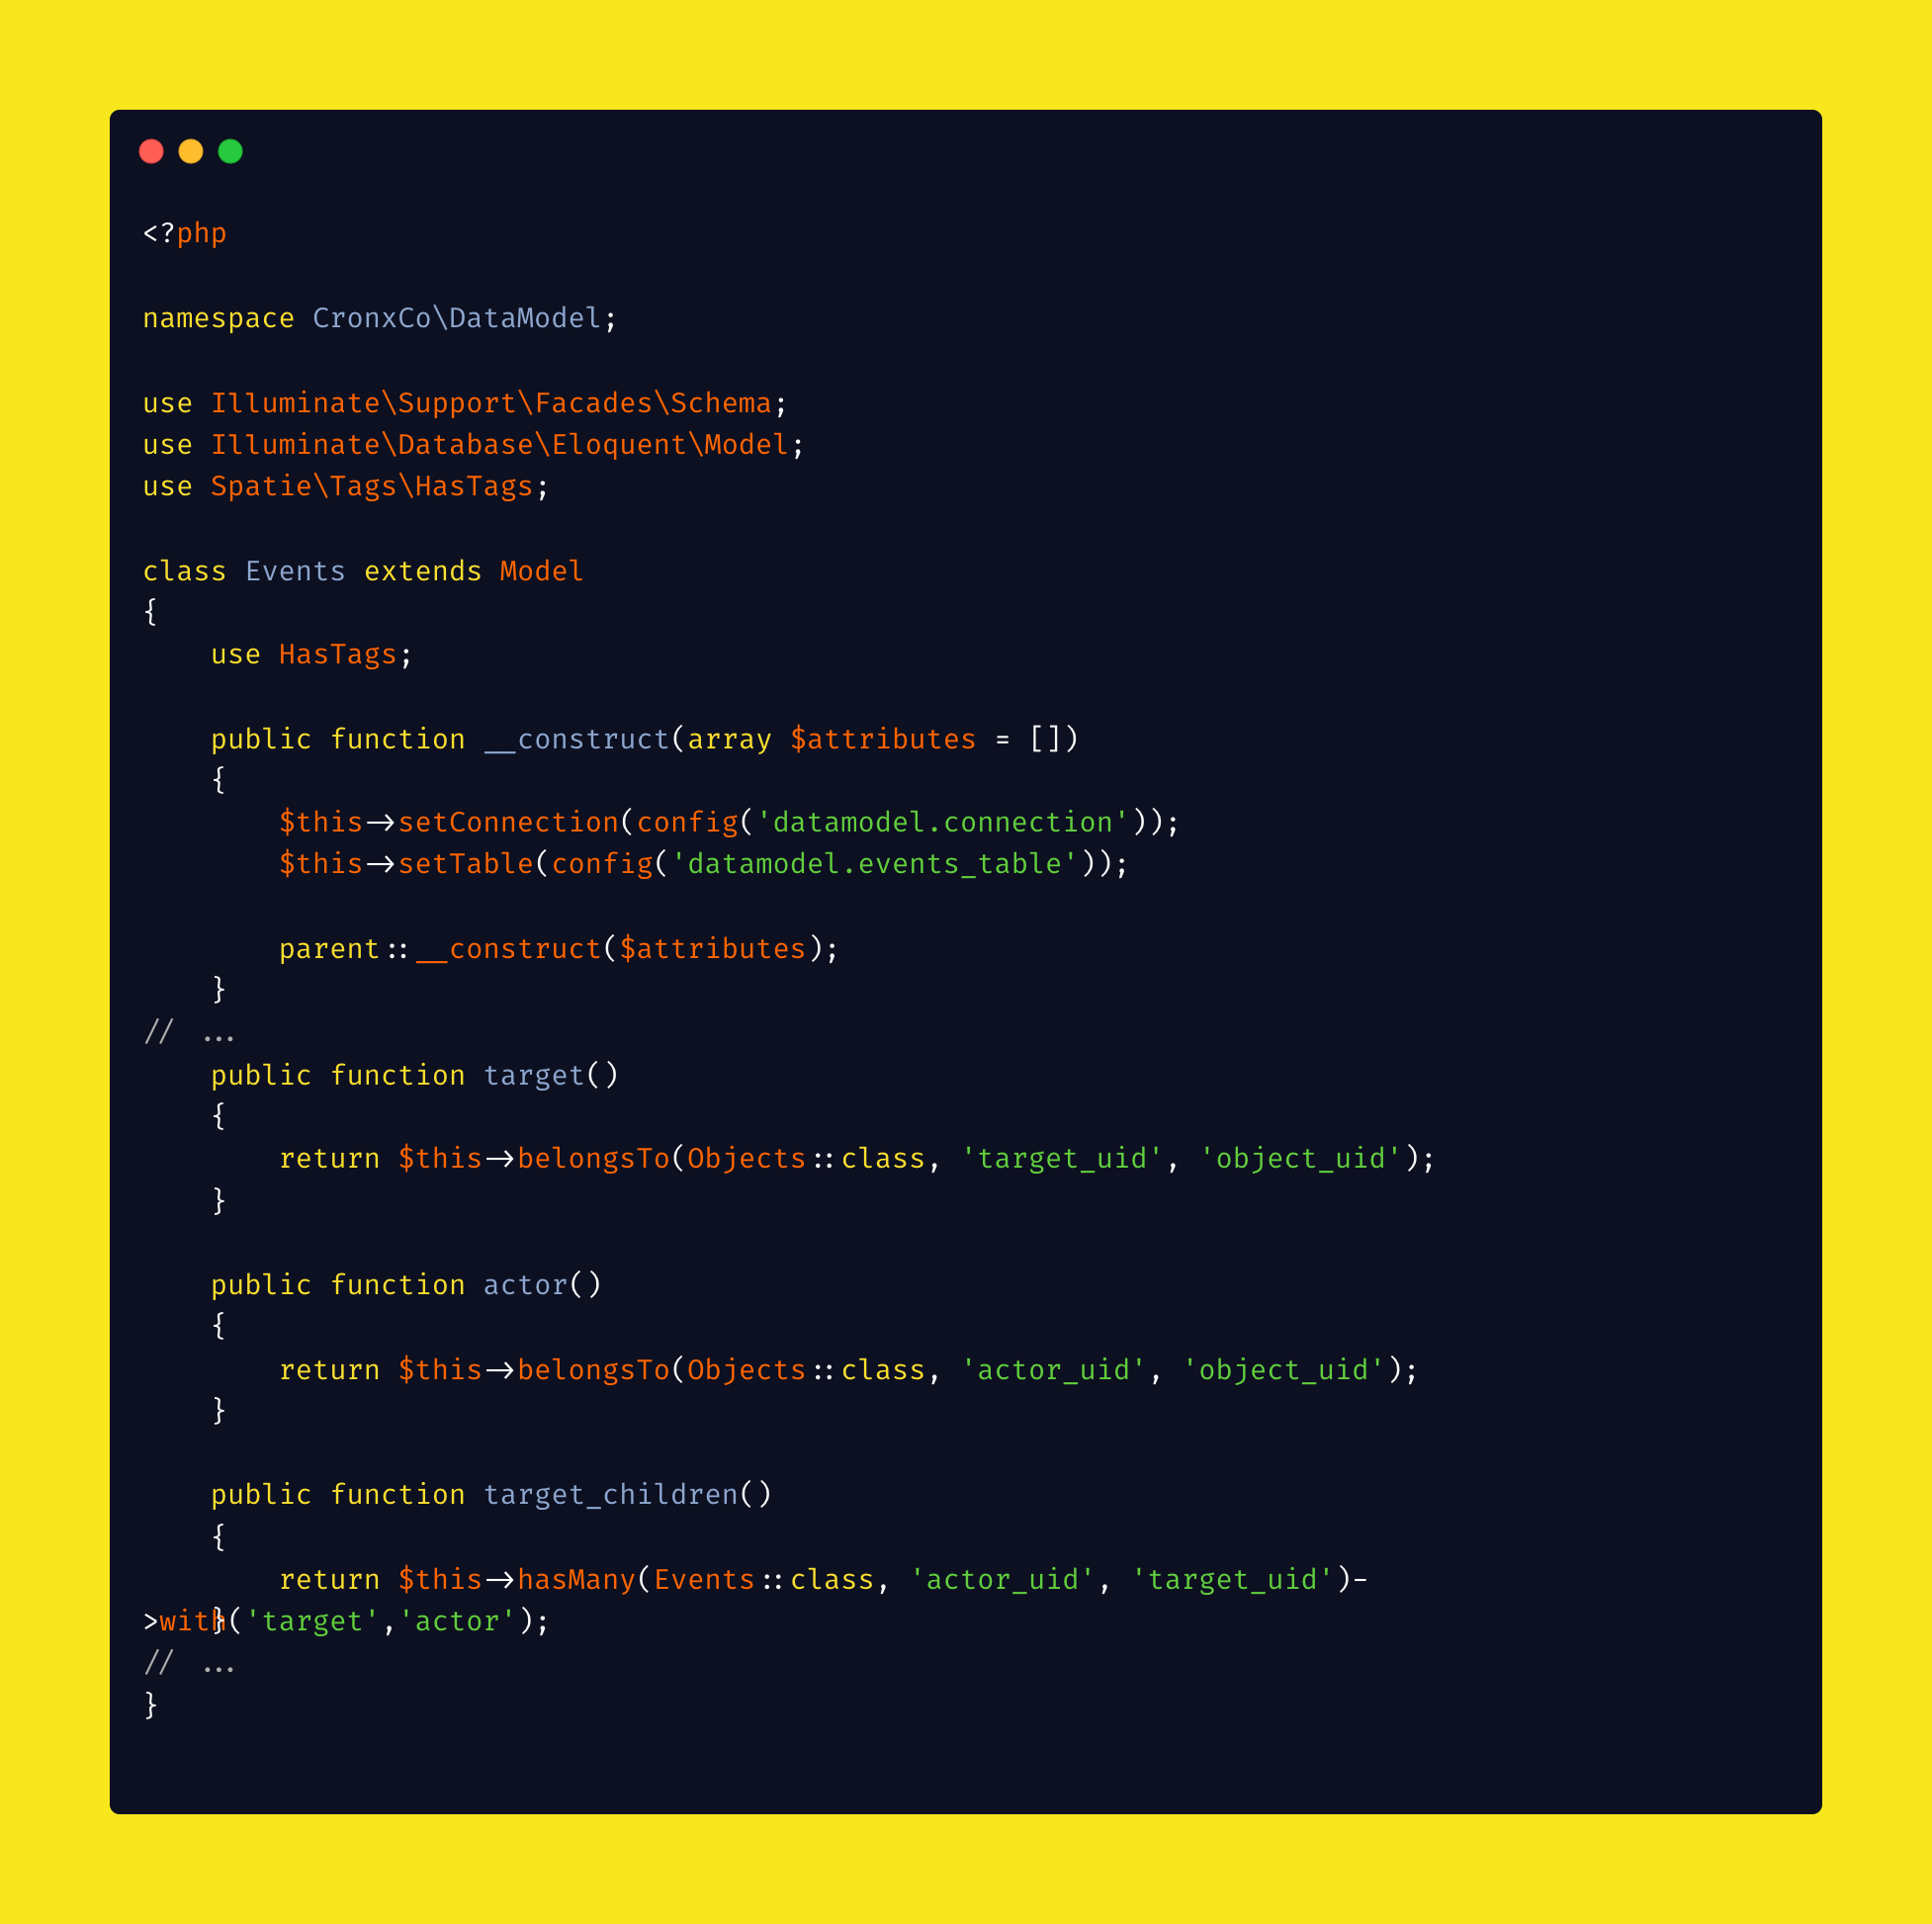 <?php
namespace CronxCo\DataModel;
use Illuminate\Support\Facades\Schema;
use Illuminate\Database\Eloquent\Model;
use Spatie\Tags\HasTags;
class Events extends Model
{
    use HasTags;
    public function __construct(array $attributes = [])
    {
        $this->setConnection(config('datamodel.connection'));
        $this->setTable(config('datamodel.events_table'));
        parent::__construct($attributes);
    }
// ...
    public function target()
    {
        return $this->belongsTo(Objects::class, 'target_uid', 'object_uid');
    }
    public function actor()
    {
        return $this->belongsTo(Objects::class, 'actor_uid', 'object_uid');
    }
    public function target_children()
    {
        return $this->hasMany(Events::class, 'actor_uid', 'target_uid')-
>with('target','actor');
    }
// ...
}